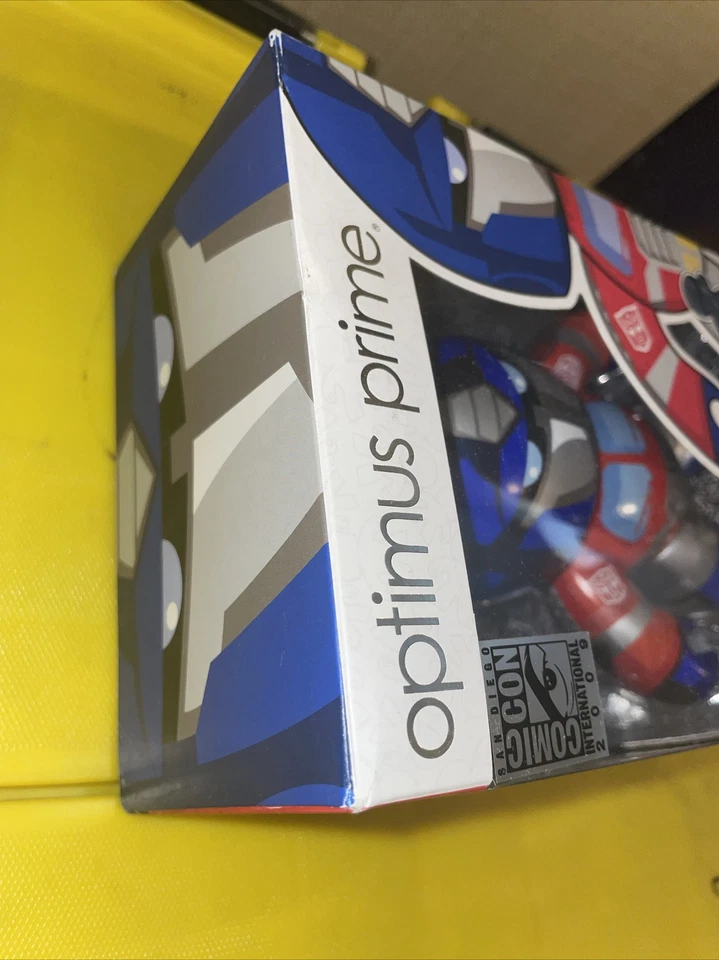 optimus prime®
SAN DIEGO
COMIC CON
INTERNATIONAL
2009